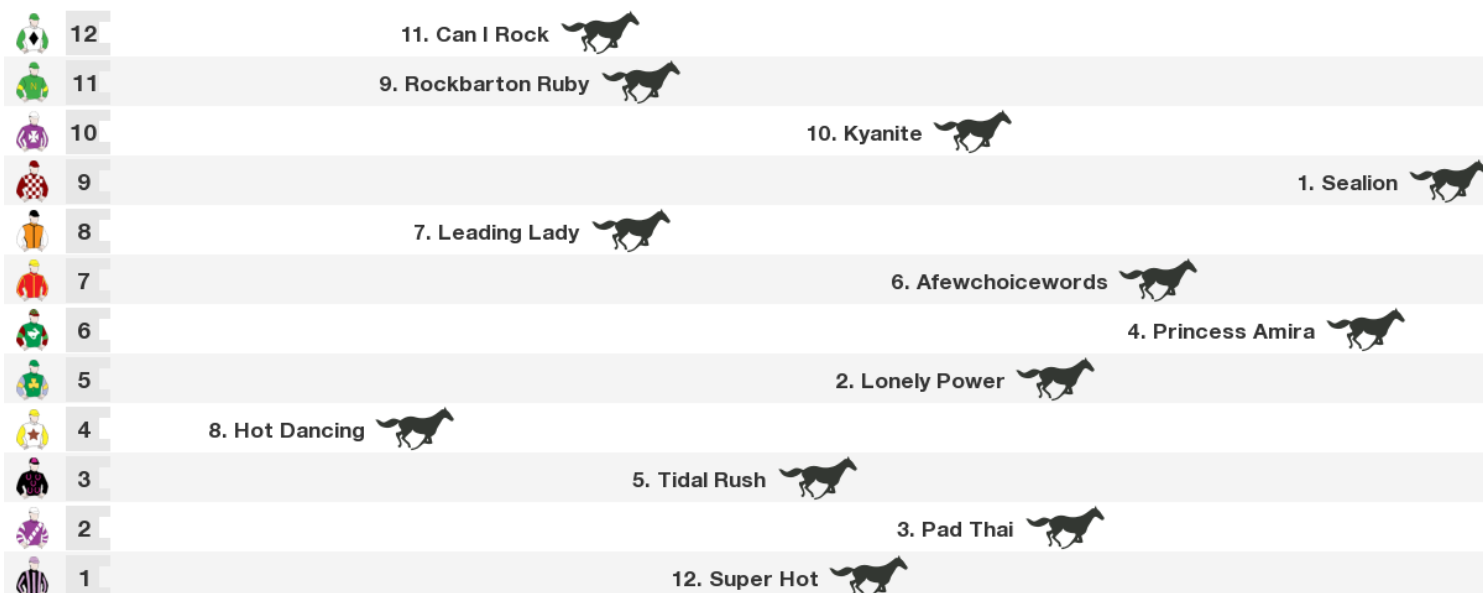 12 11. Can I Rock
11 9. Rockbarton Ruby
10 10. Kyanite
9 1. Sealion
8 7. Leading Lady
7 6. Afewchoicewords
6 4. Princess Amira
5 2. Lonely Power
4 8. Hot Dancing
3 5. Tidal Rush
2 3. Pad Thai
1 12. Super Hot